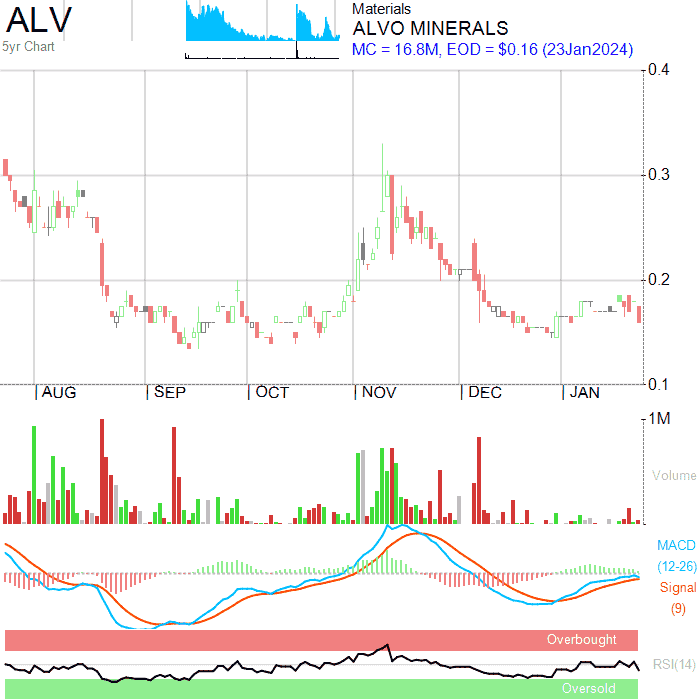 ALV
5yr Chart
Materials
ALVO MINERALS
MC = 16.8M, EOD = $0.16 (23Jan2024)
0.4
0.3
0.2
0.1
AUG SEP OCT NOV DEC JAN
1M
Volume
MACD
(12-26)
Signal
(9)
Overbought
RSI(14)
Oversold